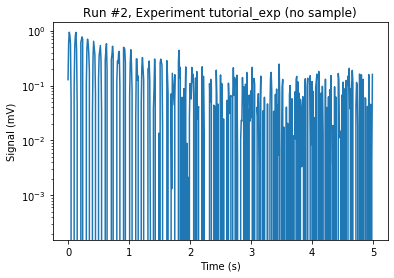 Run #2, Experiment tutorial_exp (no sample)
Signal (mV)
10⁰
10⁻¹
10⁻²
10⁻³
0 1 2 3 4 5
Time (s)